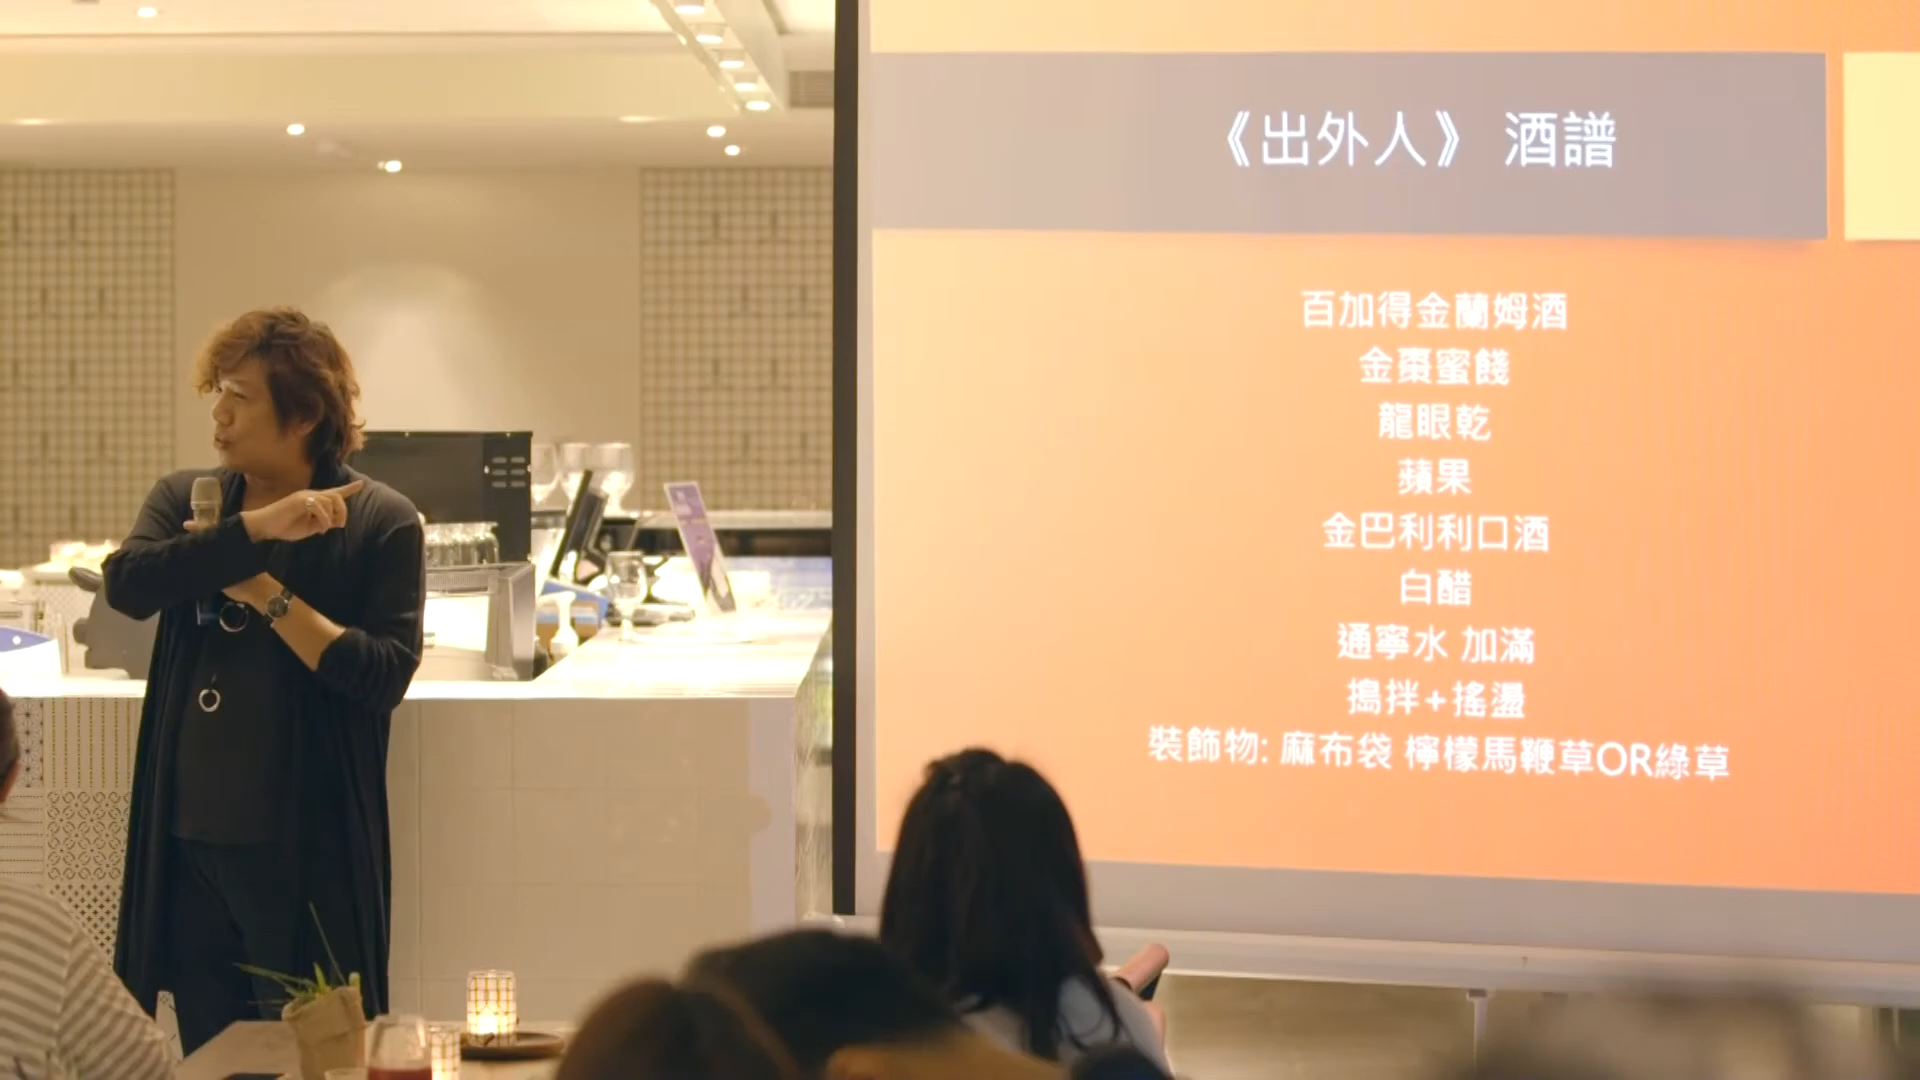 《出外人》 酒譜
百加得金蘭姆酒
金棗蜜餞
龍眼乾
蘋果
金巴利利口酒
白醋
通寧水 加滿
搗拌+搖盪
裝飾物: 麻布袋 檸檬馬鞭草OR綠草